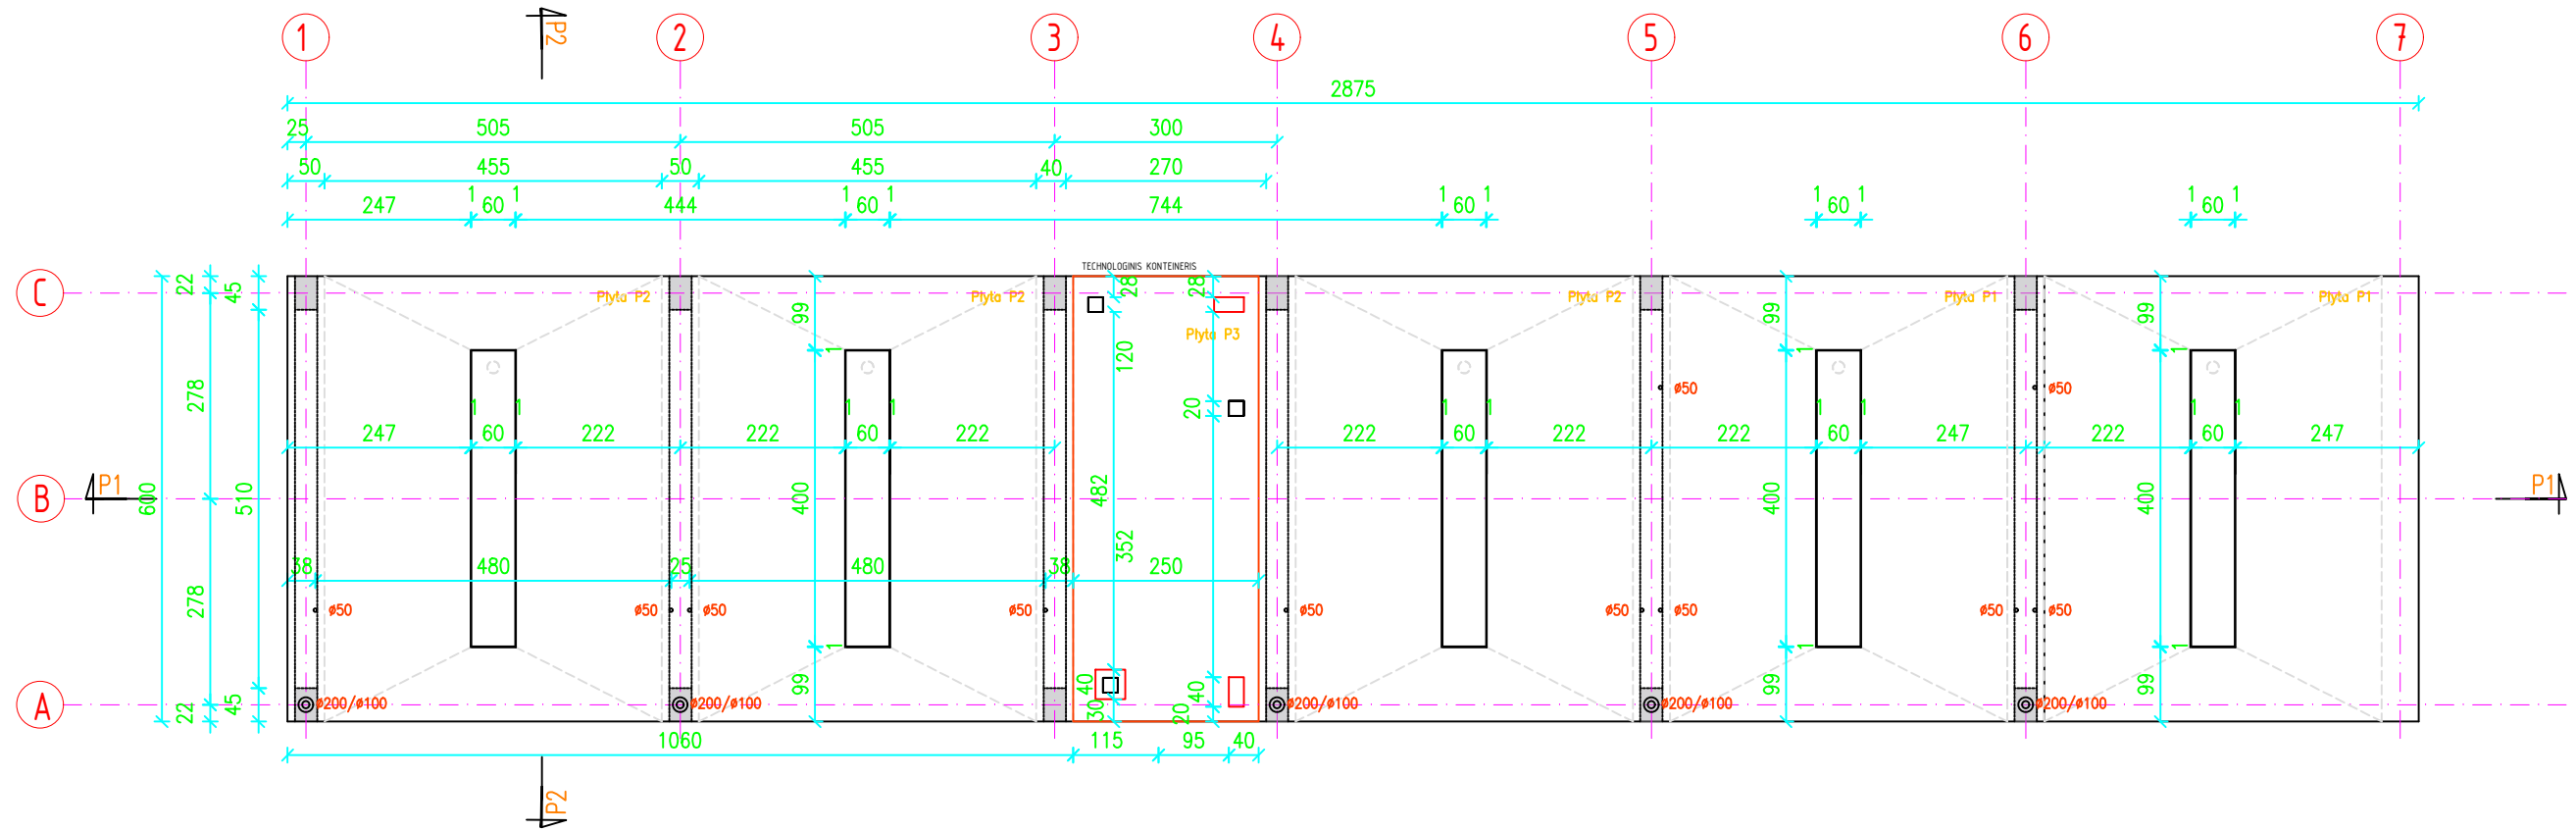 1 2 3 4 5 6 7
P2
2875
25 505 505 300
50 455 50 455 40 270
1 1 1 1 1 1 1 1 1 1
247 60 444 60 744 60 60 60
TECHNOLOGINIS KONTEINERIS
C
22 45 28 28
Plyta P2 Plyta P2 Plyta P2 Plyta P1 Plyta P1
99 99 99
Plyta P3
1 120 1 1
278 ø50 ø50
1 1 1 1 20 1 1 1 1 1 1
247 60 222 222 60 222 222 60 222 222 60 247 222 60 247
B
P1 P1
600 510 400 482 400 400
352
38 480 25 480 38 250
278 ø50 ø50 ø50 ø50 ø50 ø50 ø50 ø50 ø50
1 1 1
99 40 40 99 99
A
22 45 30 20
ø200/ø100 ø200/ø100 ø200/ø100 ø200/ø100 ø200/ø100
1060 115 95 40
P2